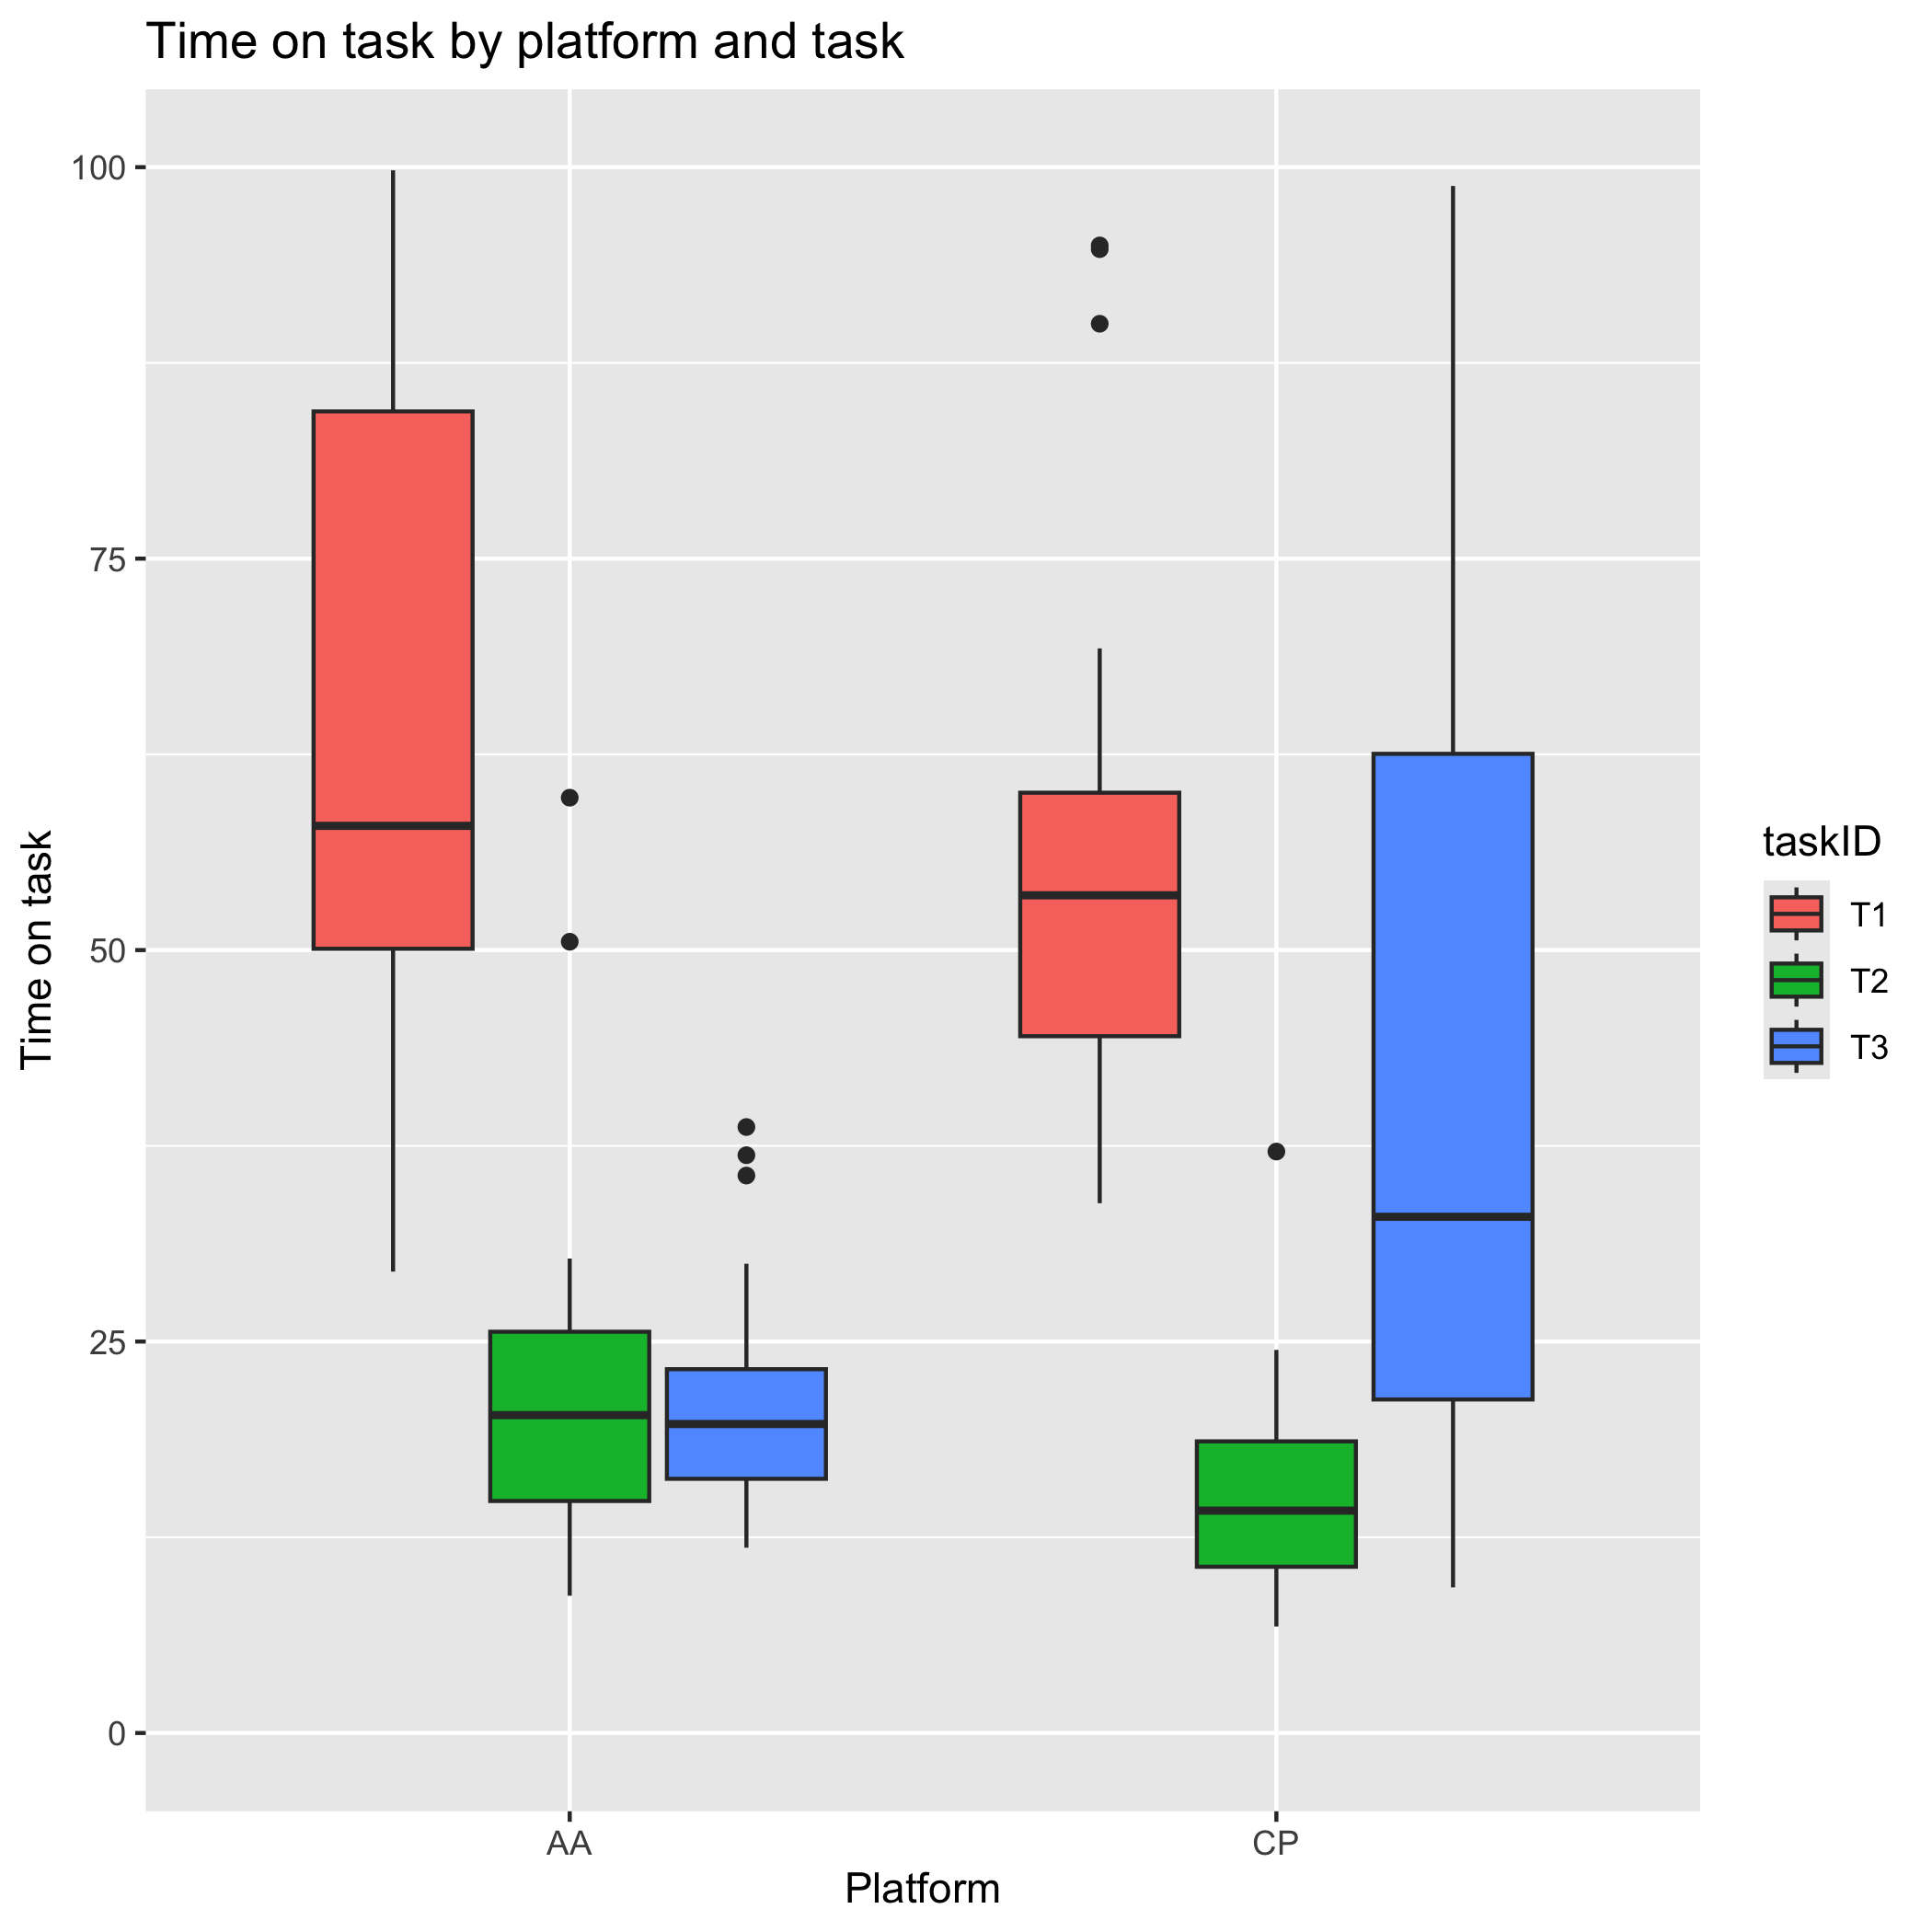 Time on task by platform and task
100
75
50
25
0
Time on task
AA
CP
Platform
taskID
T1
T2
T3